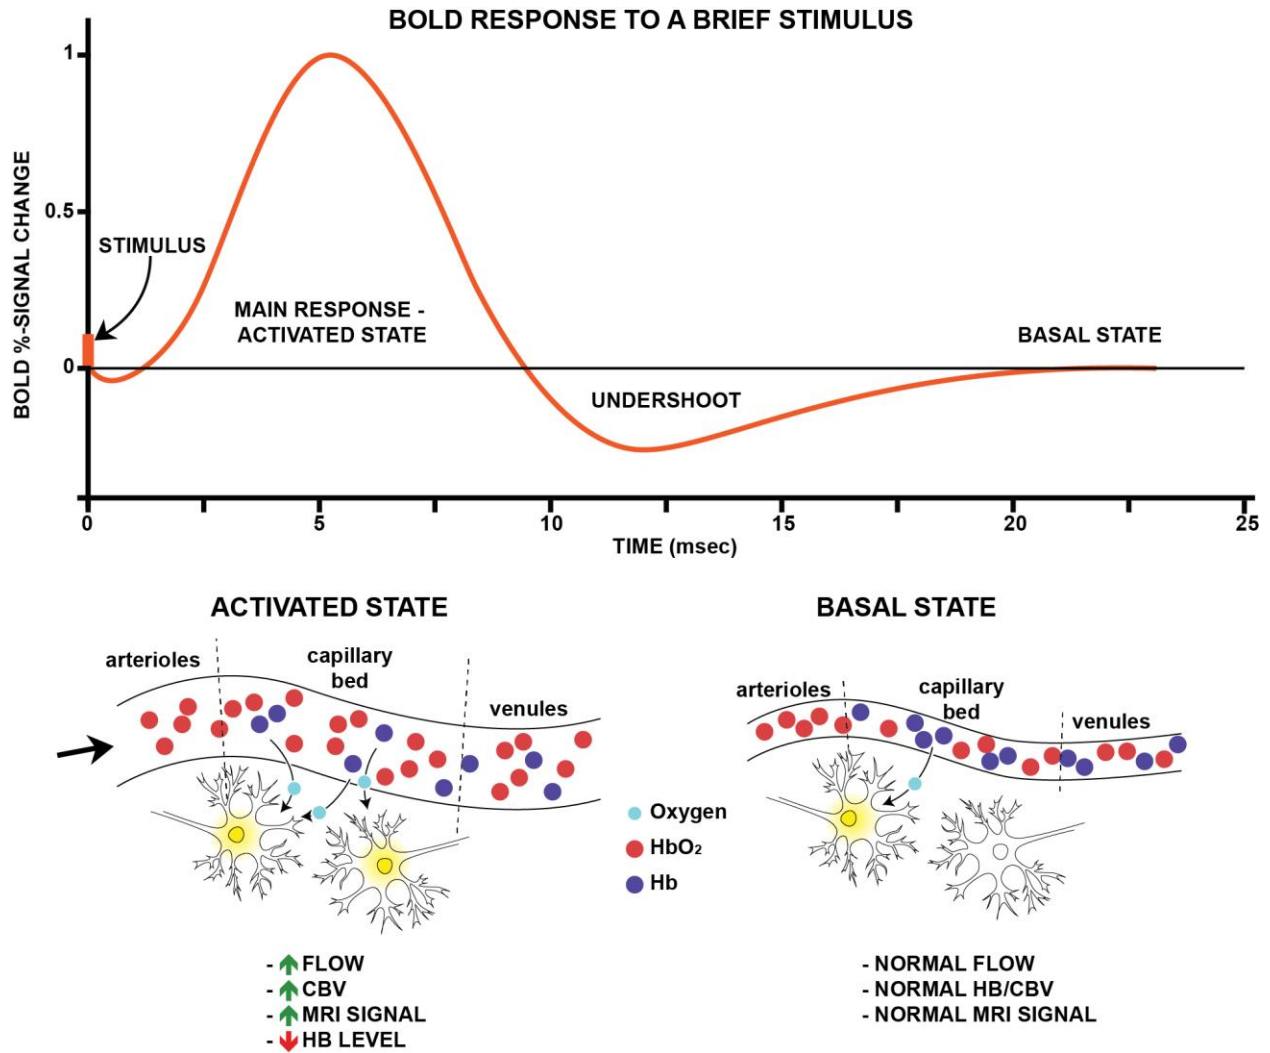 BOLD RESPONSE TO A BRIEF STIMULUS
BOLD %-SIGNAL CHANGE
1
0.5
0
STIMULUS
MAIN RESPONSE -
ACTIVATED STATE
UNDERSHOOT
BASAL STATE
0
5
10
15
20
25
TIME (msec)
ACTIVATED STATE
arterioles
capillary
bed
venules
BASAL STATE
arterioles
capillary
bed
venules
Oxygen
HbO₂
Hb
- FLOW
- CBV
- MRI SIGNAL
- HB LEVEL
- NORMAL FLOW
- NORMAL HB/CBV
- NORMAL MRI SIGNAL